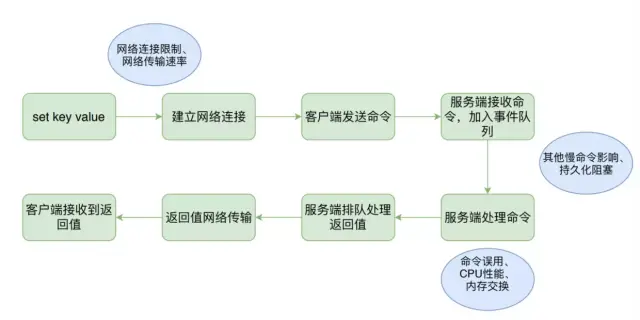 网络连接限制、
网络传输速率
set key value
建立网络连接
客户端发送命令
服务端接收命
令，加入事件队
列
其他慢命令影响、
持久化阻塞
客户端接收到返
回值
返回值网络传输
服务端排队处理
返回值
服务端处理命令
命令误用、
CPU性能、
内存交换